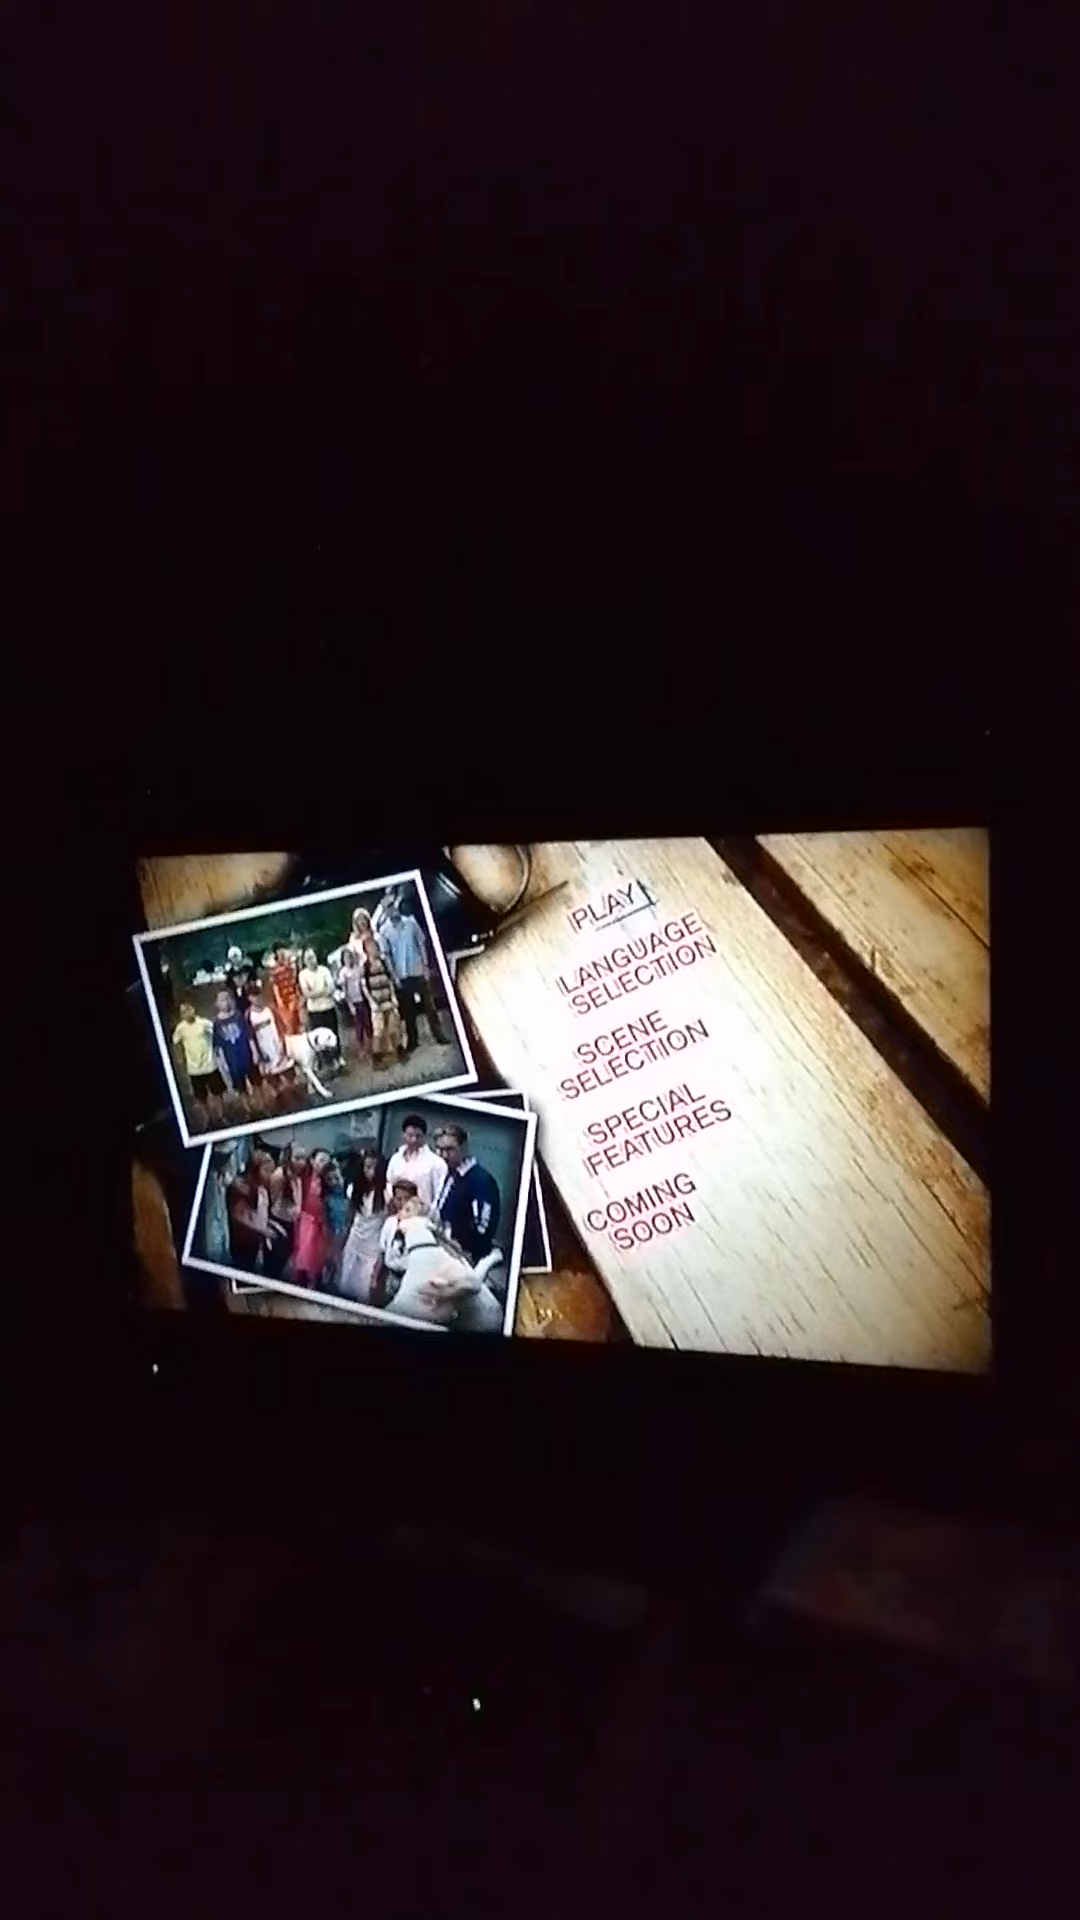 PLAY
LANGUAGE
SELECTION
SCENE
SELECTION
SPECIAL
FEATURES
COMING
SOON